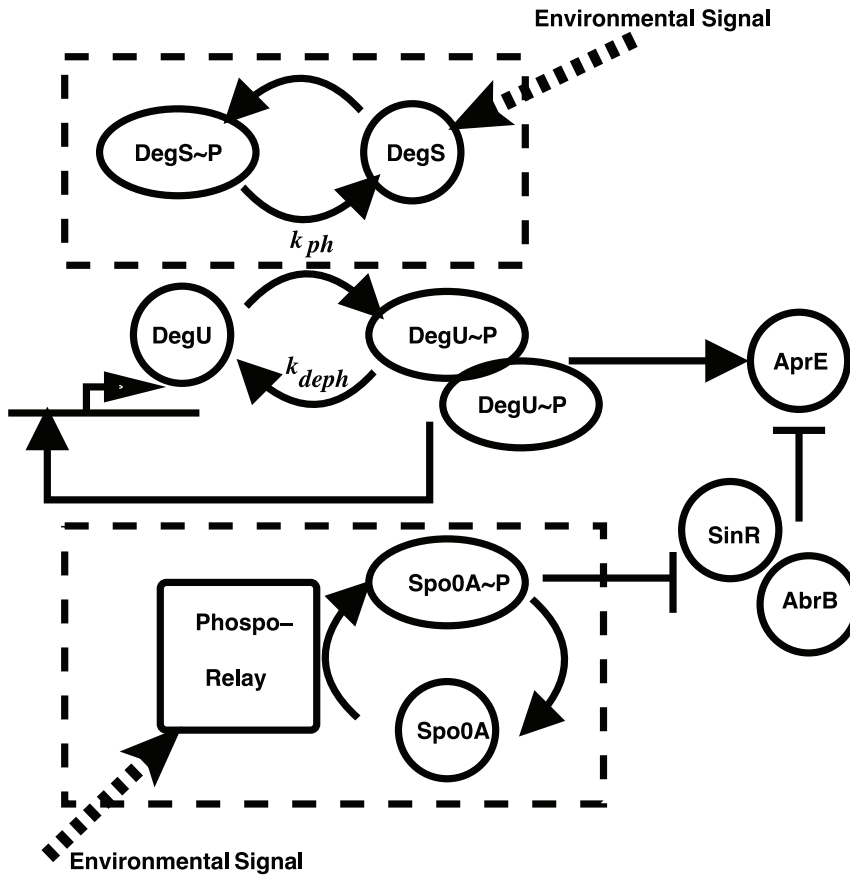 Environmental Signal
DegS~P
DegS
k ph
DegU
DegU~P
k deph
DegU~P
AprE
SinR
AbrB
Spo0A~P
Phospo–
Relay
Spo0A
Environmental Signal